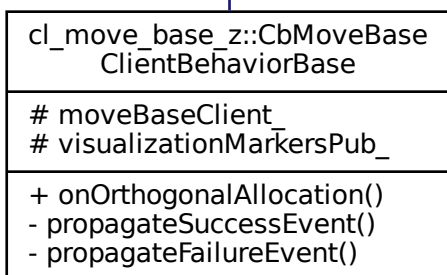 cl_move_base_z::CbMoveBase
ClientBehaviorBase
# moveBaseClient_
# visualizationMarkersPub_
+ onOrthogonalAllocation()
- propagateSuccessEvent()
- propagateFailureEvent()